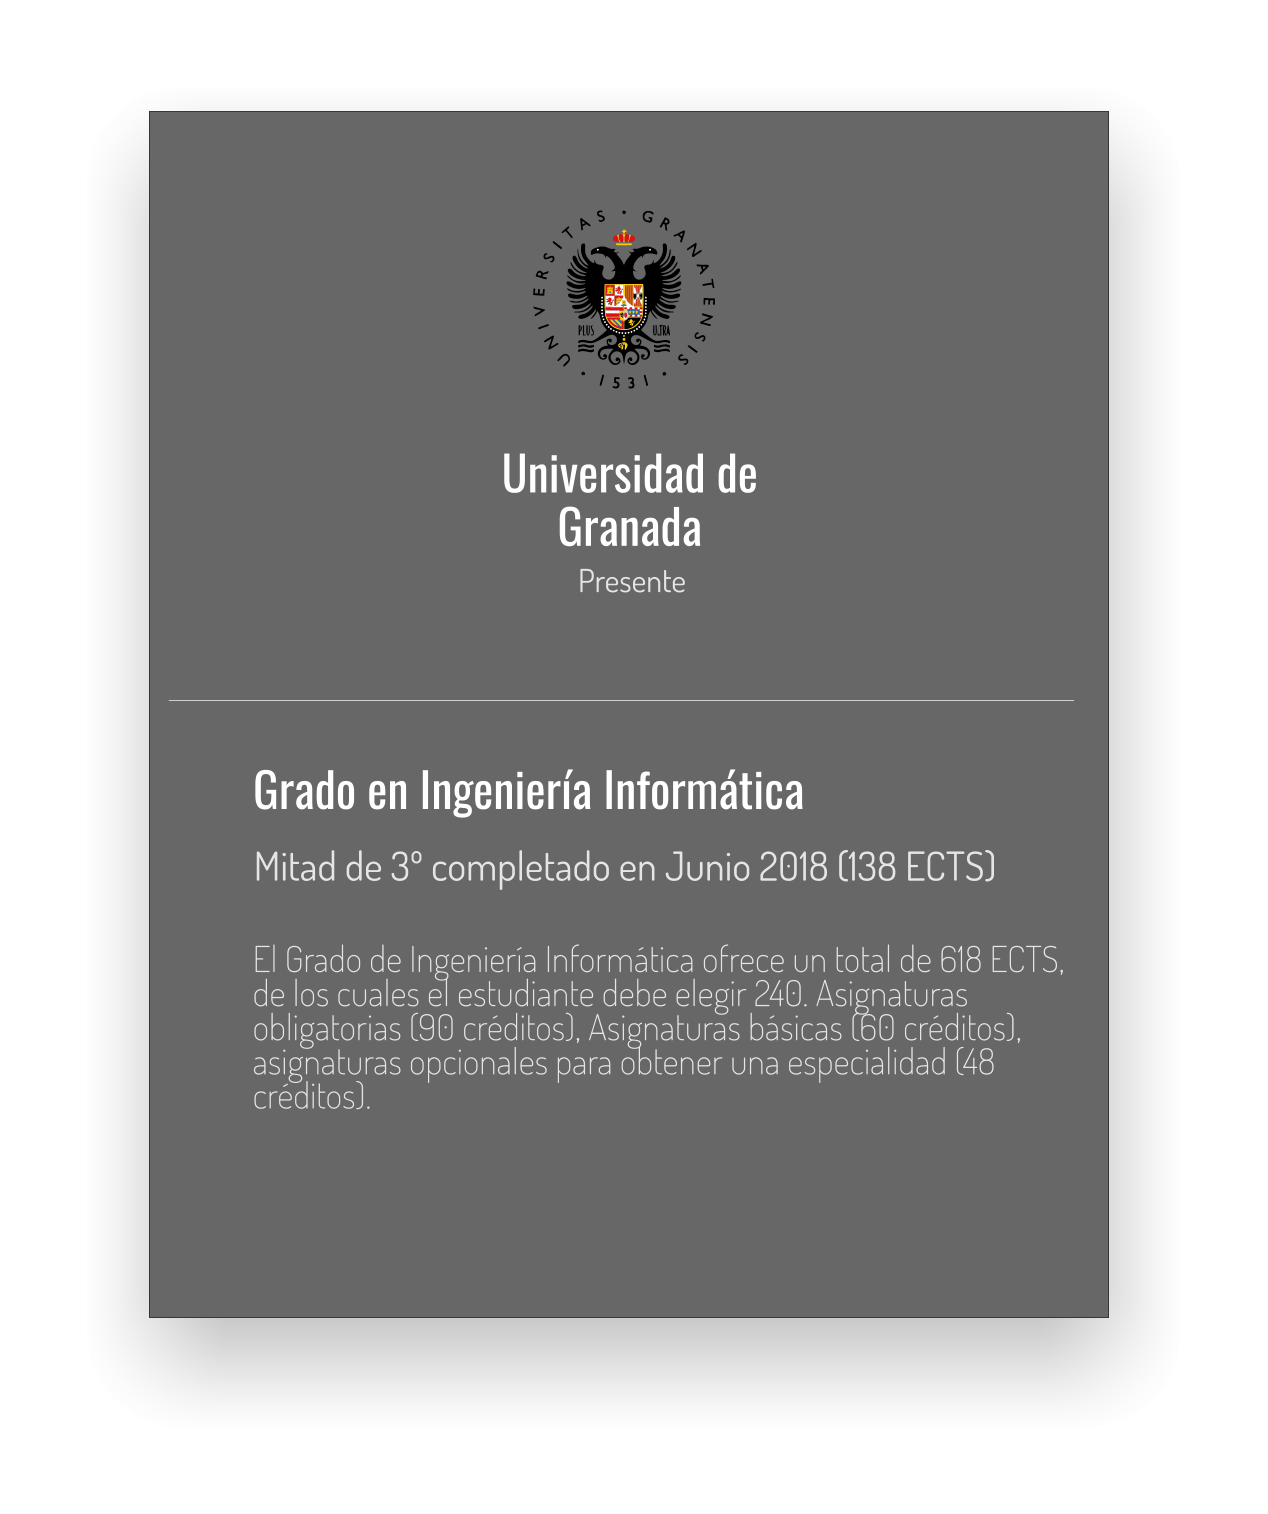 UNIVERSITAS · GRANATENSIS
· 1531 ·
PLUS ULTRA
Universidad de
Granada
Presente
Grado en Ingeniería Informática
Mitad de 3º completado en Junio 2018 (138 ECTS)
El Grado de Ingeniería Informática ofrece un total de 618 ECTS,
de los cuales el estudiante debe elegir 240. Asignaturas
obligatorias (90 créditos), Asignaturas básicas (60 créditos),
asignaturas opcionales para obtener una especialidad (48
créditos).